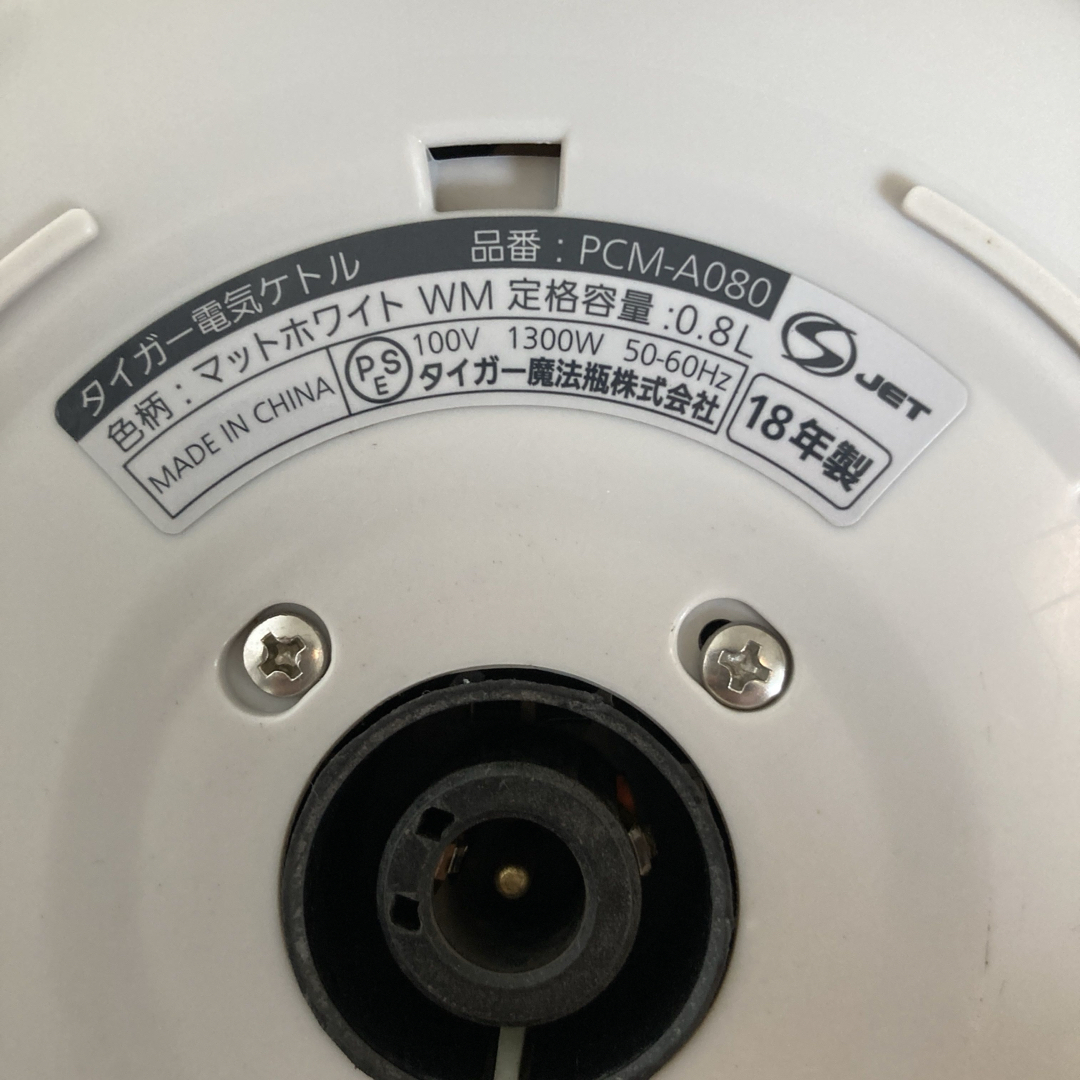 タイガー電気ケトル 品番：PCM-A080
色柄：マットホワイト WM 定格容量:0.8L
MADE IN CHINA
PSE
100V 1300W 50-60Hz
タイガー魔法瓶株式会社
18年製
S JET